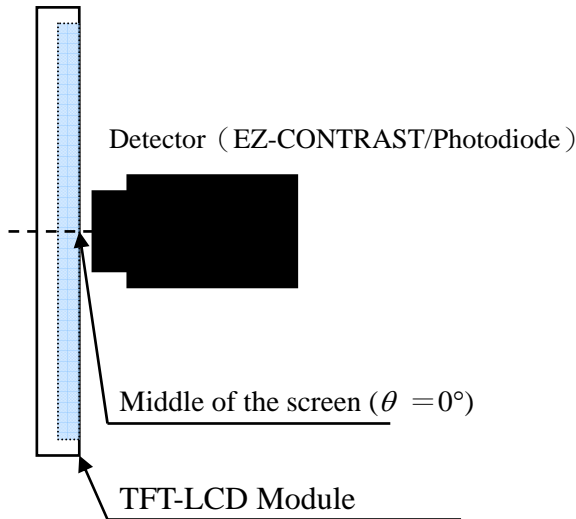 Detector（EZ-CONTRAST/Photodiode）
Middle of the screen (θ ＝0°)
TFT-LCD Module